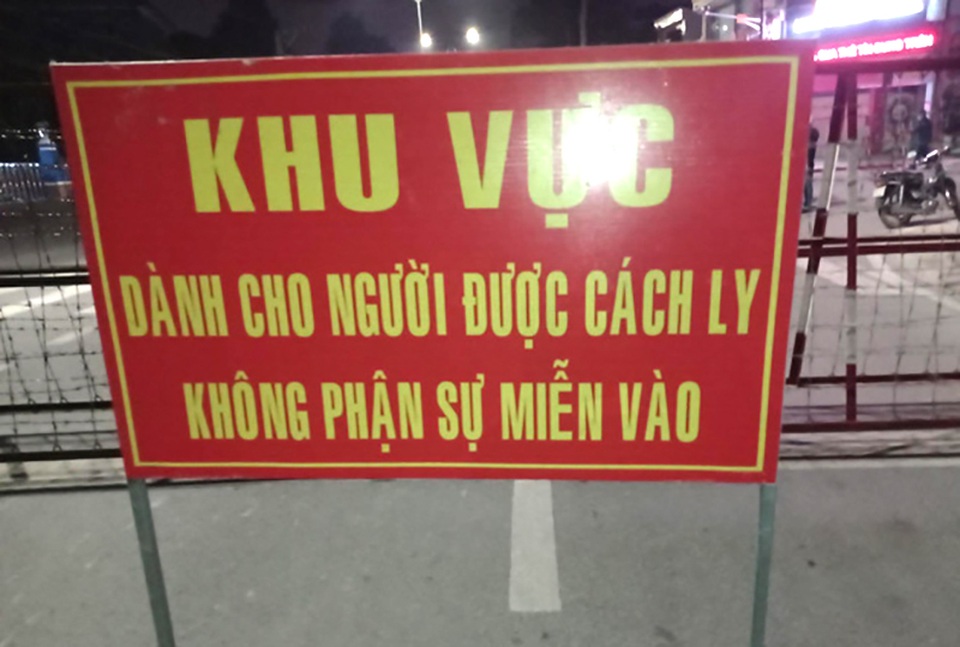 KHU VỰC
DÀNH CHO NGƯỜI ĐƯỢC CÁCH LY
KHÔNG PHẬN SỰ MIỄN VÀO